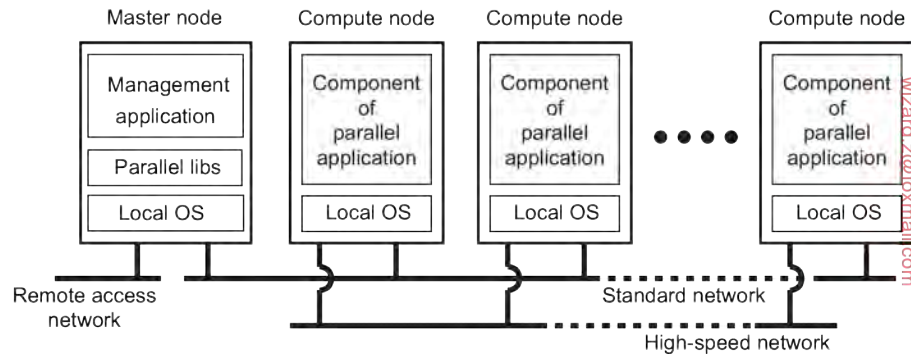 Master node
Compute node
Compute node
Compute node
Management
application
Parallel libs
Local OS
Component
of
parallel
application
Local OS
Component
of
parallel
application
Local OS
Component
of
parallel
application
Local OS
Remote access
network
Standard network
High-speed network